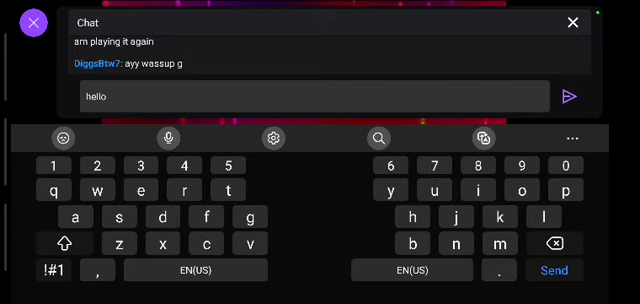 Chat
am playing it again
DiggsBtw7: ayy wassup g
hello
1 2 3 4 5 6 7 8 9 0
q w e r t y u i o p
a s d f g h j k l
z x c v b n m
!#1 , EN(US) EN(US) . Send